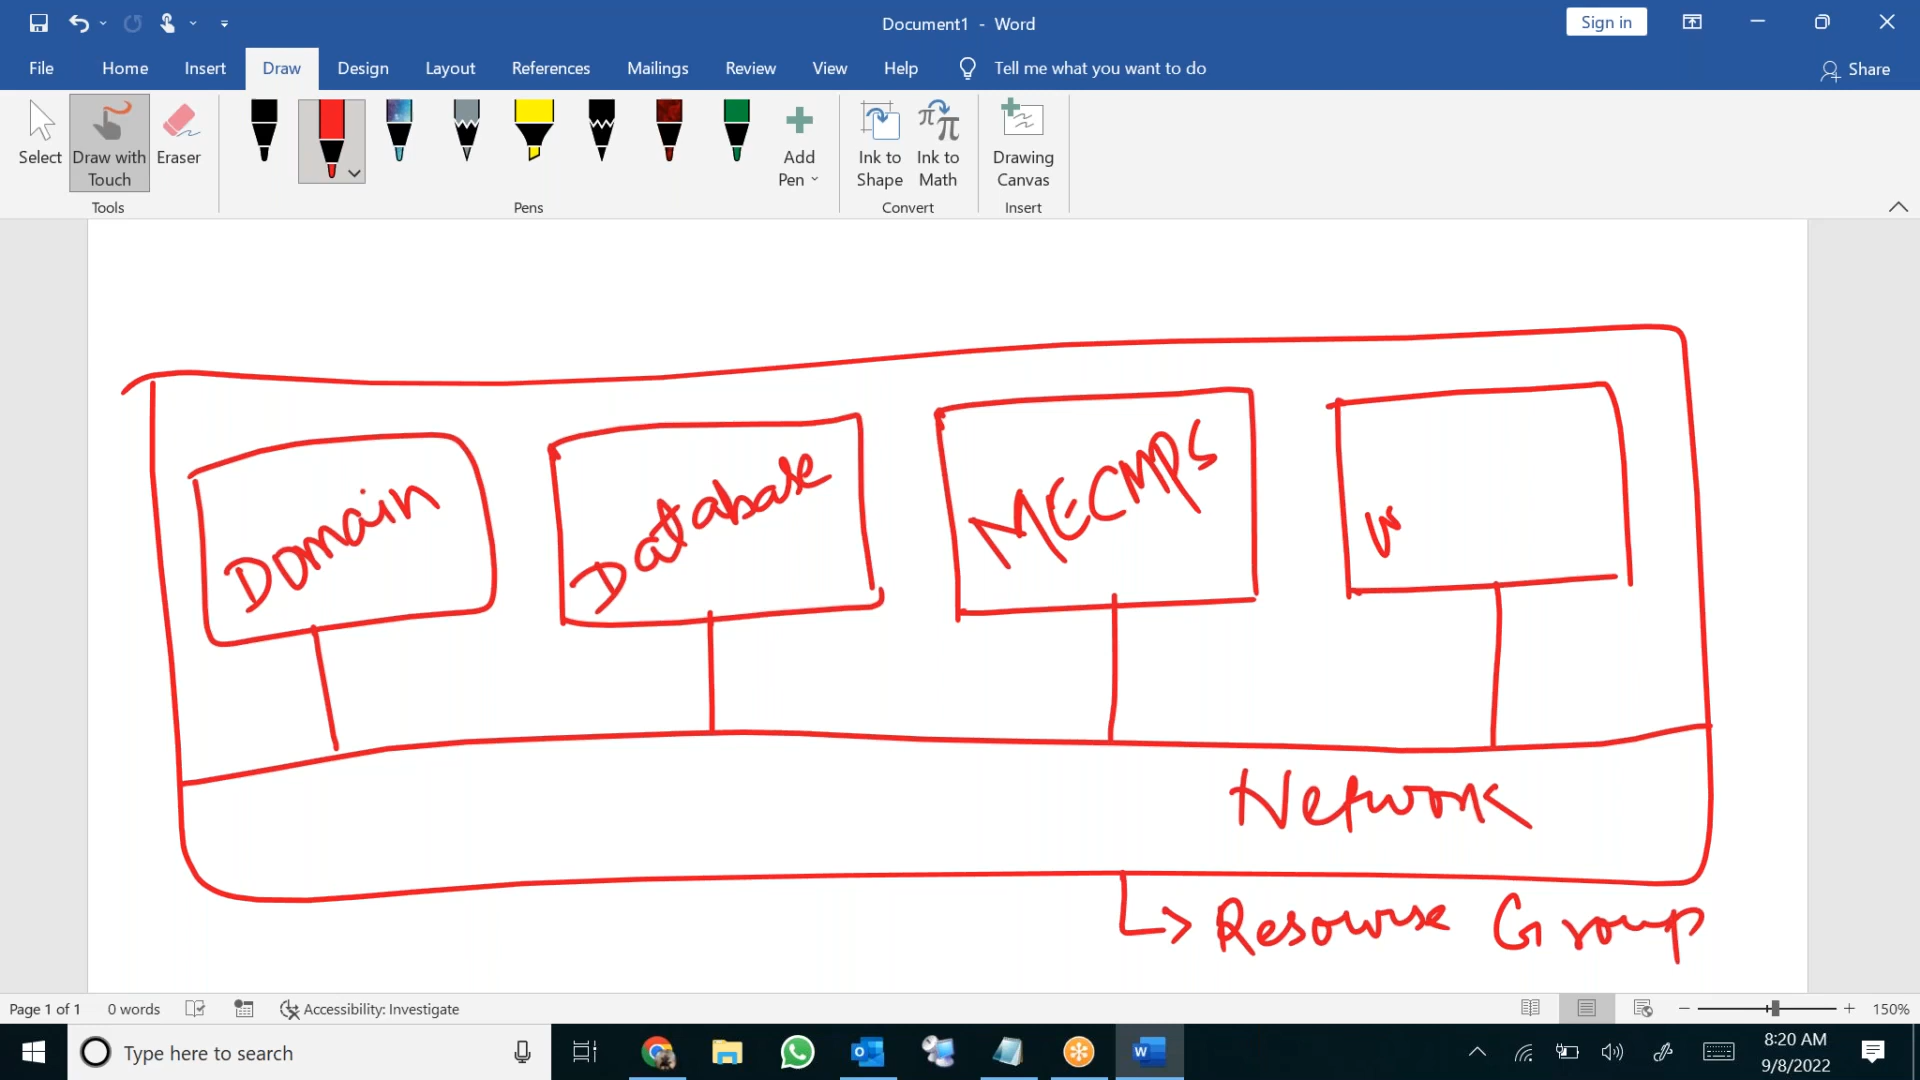 Document1 - Word
Sign in
File Home Insert Draw Design Layout References Mailings Review View Help Tell me what you want to do Share
Select Draw with Touch Eraser
Add Pen
Ink to Shape Ink to Math Drawing Canvas
Tools Pens Convert Insert
Domain Database MECMPS W
Network
Resourse Group
Page 1 of 1 0 words Accessibility: Investigate 150%
Type here to search
8:20 AM
9/8/2022